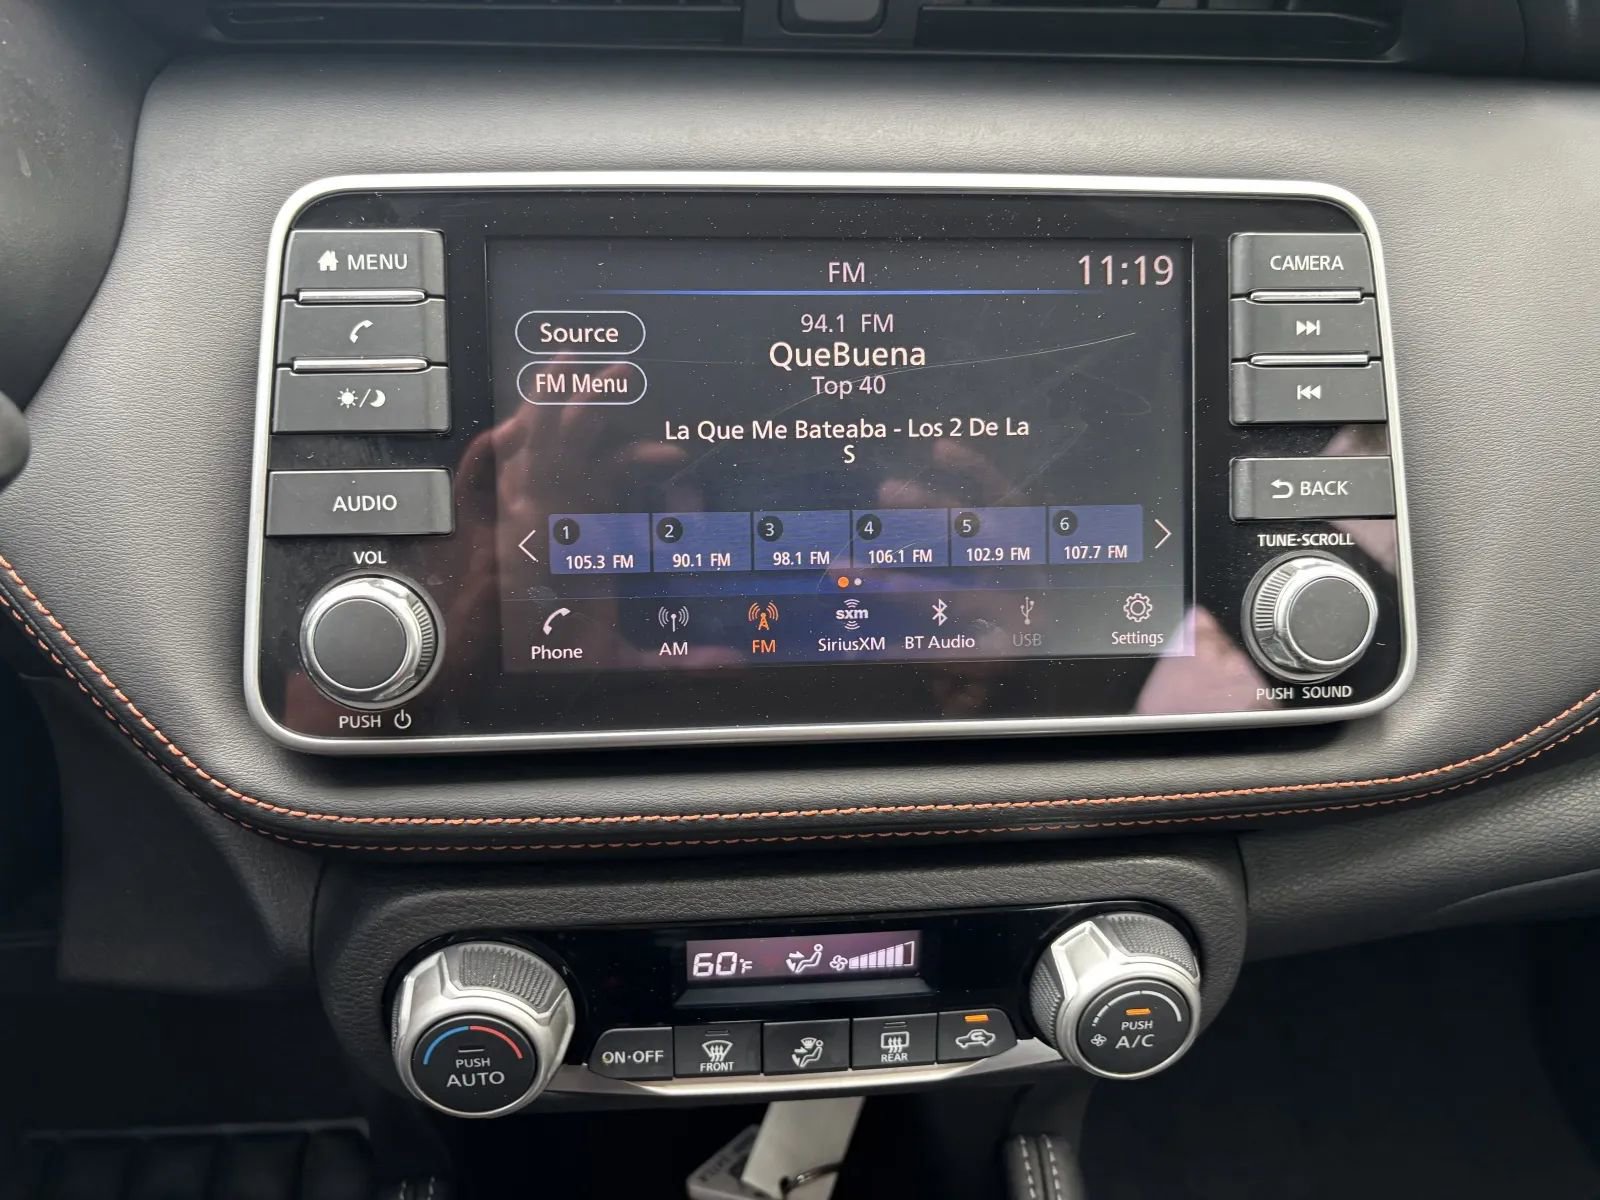 MENU
AUDIO
VOL
PUSH
FM
11:19
Source
FM Menu
94.1 FM
QueBuena
Top 40
La Que Me Bateaba - Los 2 De La
S
1
105.3 FM
2
90.1 FM
3
98.1 FM
4
106.1 FM
5
102.9 FM
6
107.7 FM
Phone
AM
FM
sxm
SiriusXM
BT Audio
USB
Settings
CAMERA
BACK
TUNE·SCROLL
PUSH SOUND
60°F
PUSH
AUTO
ON·OFF
FRONT
REAR
PUSH
A/C